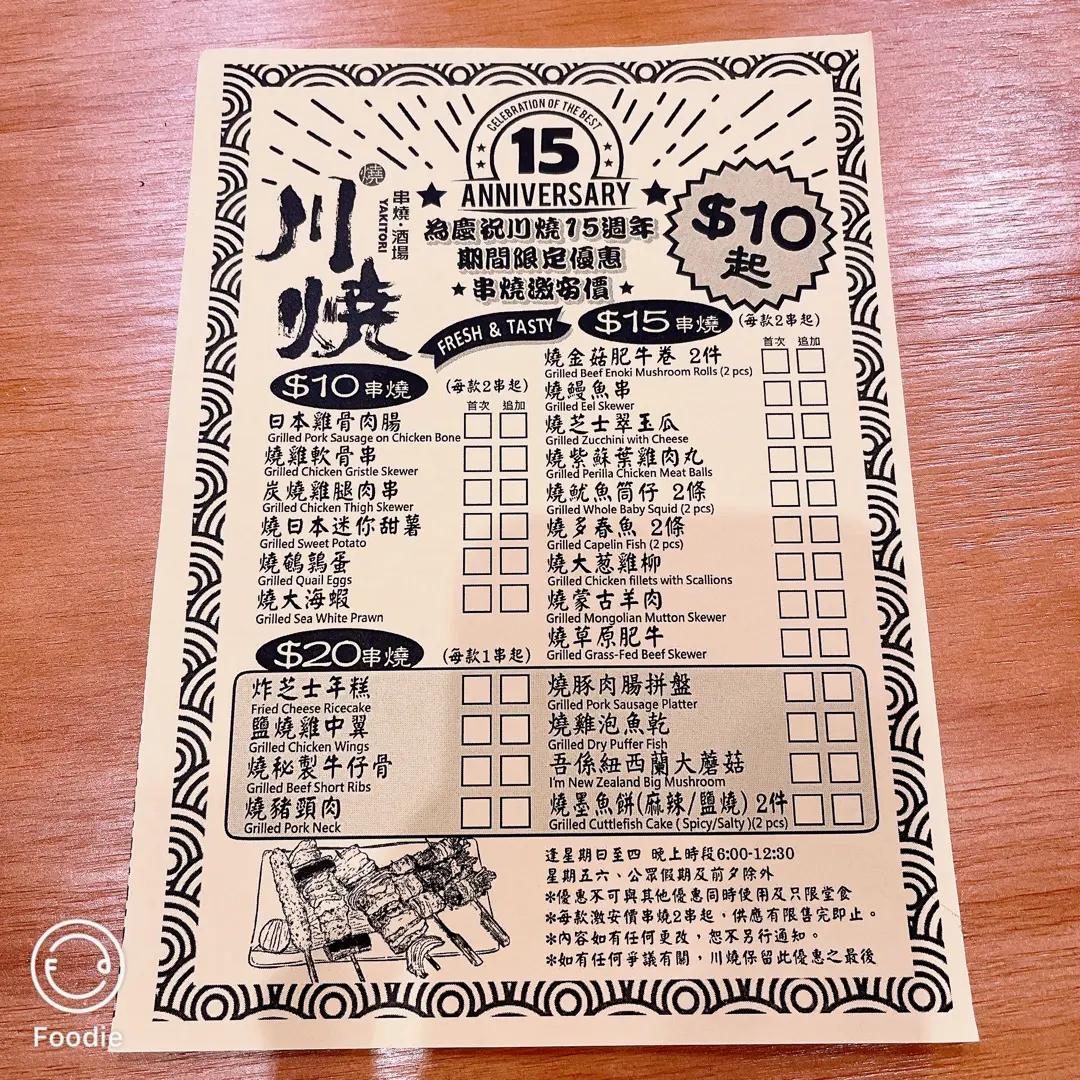 CELEBRATION OF THE BEST
15
ANNIVERSARY
川燒
燒
串燒・酒場
YAKITORI
為慶祝川燒15週年
期間限定優惠
串燒激安價
$10
起
FRESH & TASTY
$10串燒 (每款2串起)
首次 追加
日本雞骨肉腸
Grilled Pork Sausage on Chicken Bone
燒雞軟骨串
Grilled Chicken Gristle Skewer
炭燒雞腿肉串
Grilled Chicken Thigh Skewer
燒日本迷你甜薯
Grilled Sweet Potato
燒鵪鶉蛋
Grilled Quail Eggs
燒大海蝦
Grilled Sea White Prawn
$15串燒 (每款2串起)
首次 追加
燒金菇肥牛卷 2件
Grilled Beef Enoki Mushroom Rolls (2 pcs)
燒鰻魚串
Grilled Eel Skewer
燒芝士翠玉瓜
Grilled Zucchini with Cheese
燒紫蘇葉雞肉丸
Grilled Perilla Chicken Meat Balls
燒魷魚筒仔 2條
Grilled Whole Baby Squid (2 pcs)
燒多春魚 2條
Grilled Capelin Fish (2 pcs)
燒大葱雞柳
Grilled Chicken fillets with Scallions
燒蒙古羊肉
Grilled Mongolian Mutton Skewer
燒草原肥牛
Grilled Grass-Fed Beef Skewer
$20串燒 (每款1串起)
炸芝士年糕
Fried Cheese Ricecake
鹽燒雞中翼
Grilled Chicken Wings
燒秘製牛仔骨
Grilled Beef Short Ribs
燒豬頸肉
Grilled Pork Neck
燒豚肉腸拼盤
Grilled Pork Sausage Platter
燒雞泡魚乾
Grilled Dry Puffer Fish
吾係紐西蘭大蘑菇
I'm New Zealand Big Mushroom
燒墨魚餅(麻辣/鹽燒) 2件
Grilled Cuttlefish Cake ( Spicy/Salty )(2 pcs)
逢星期日至四 晚上時段6:00-12:30
星期五六、公眾假期及前夕除外
*優惠不可與其他優惠同時使用及只限堂食
*每款激安價串燒2串起，供應有限售完即止。
*內容如有任何更改，恕不另行通知。
*如有任何爭議有關，川燒保留此優惠之最後
Foodie